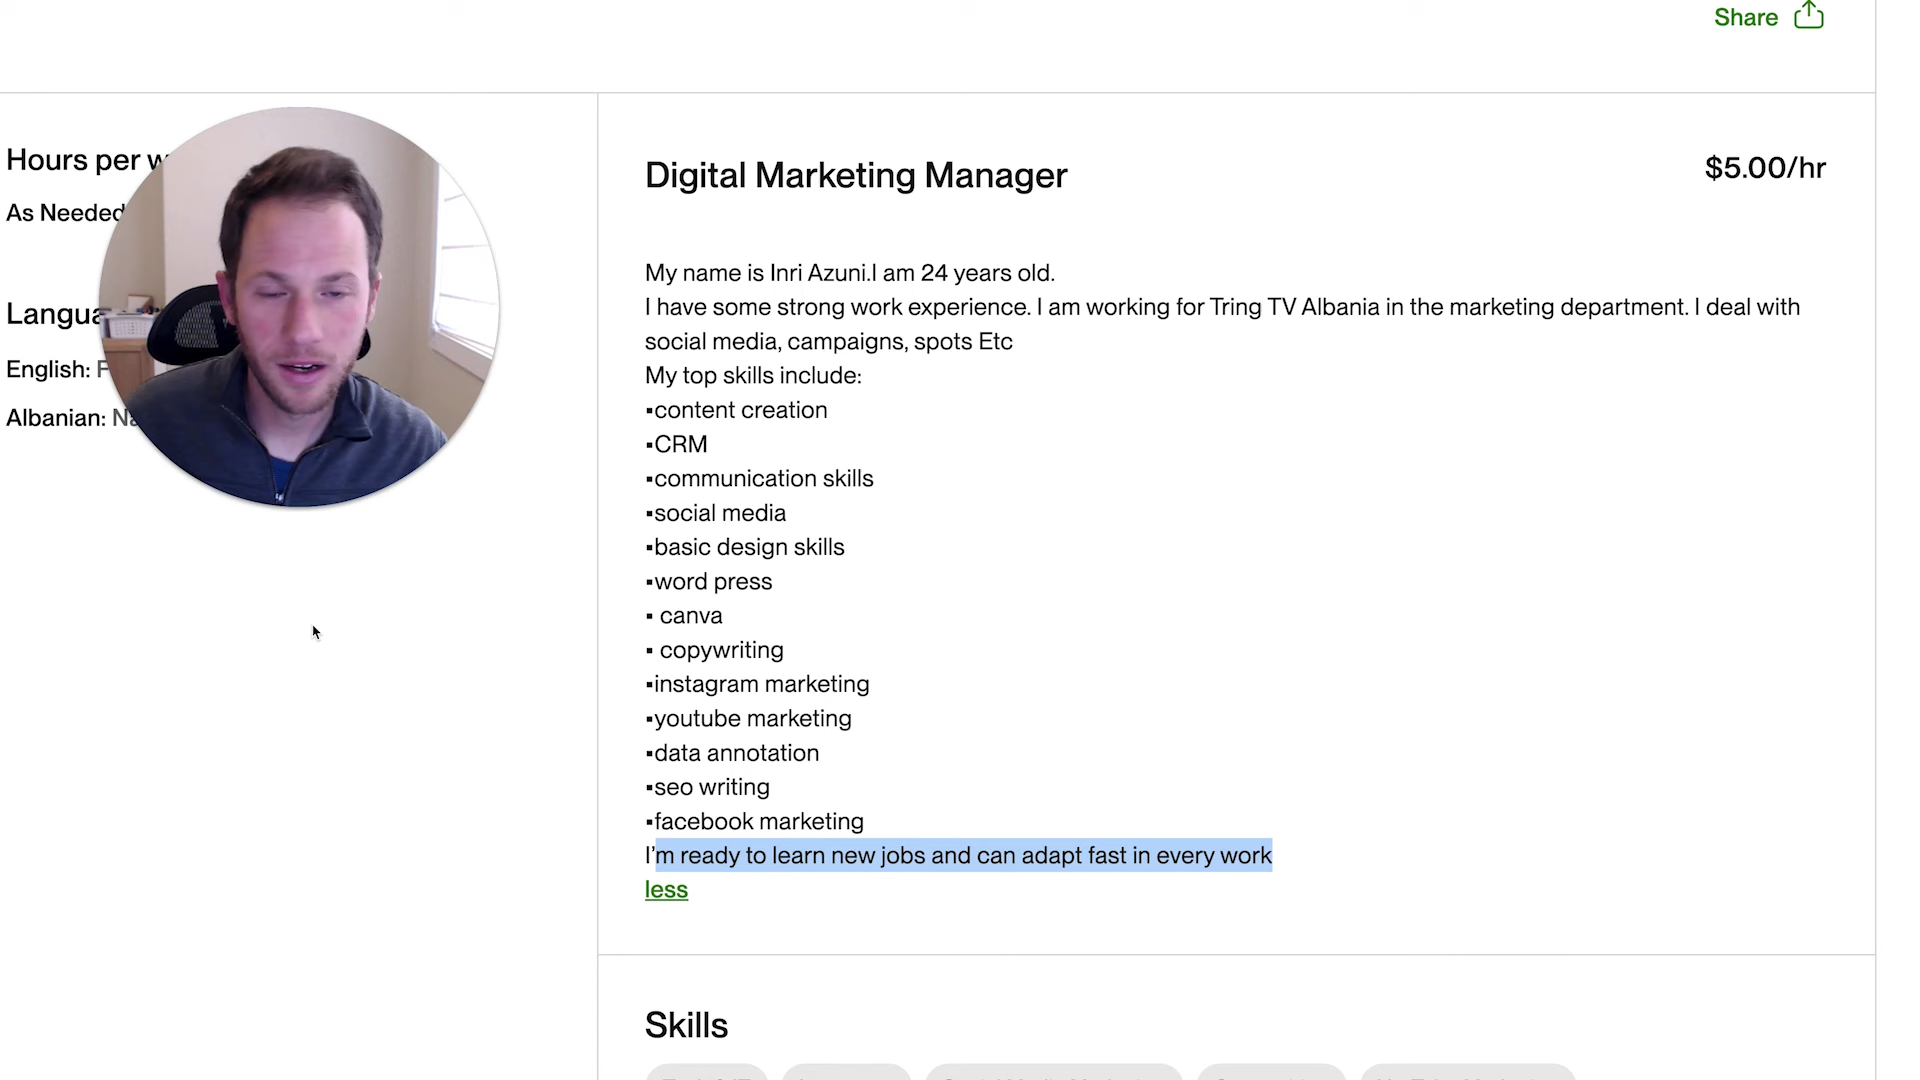 Share
Hours per
As Needed
English:
Albanian:
Digital Marketing Manager
$5.00/hr
My name is Inri Azuni.I am 24 years old.
I have some strong work experience. I am working for Tring TV Albania in the marketing department. I deal with
social media, campaigns, spots Etc
My top skills include:
▪content creation
▪CRM
▪communication skills
▪social media
▪basic design skills
▪word press
▪ canva
▪ copywriting
▪instagram marketing
▪youtube marketing
▪data annotation
▪seo writing
▪facebook marketing
I’m ready to learn new jobs and can adapt fast in every work
less
Skills